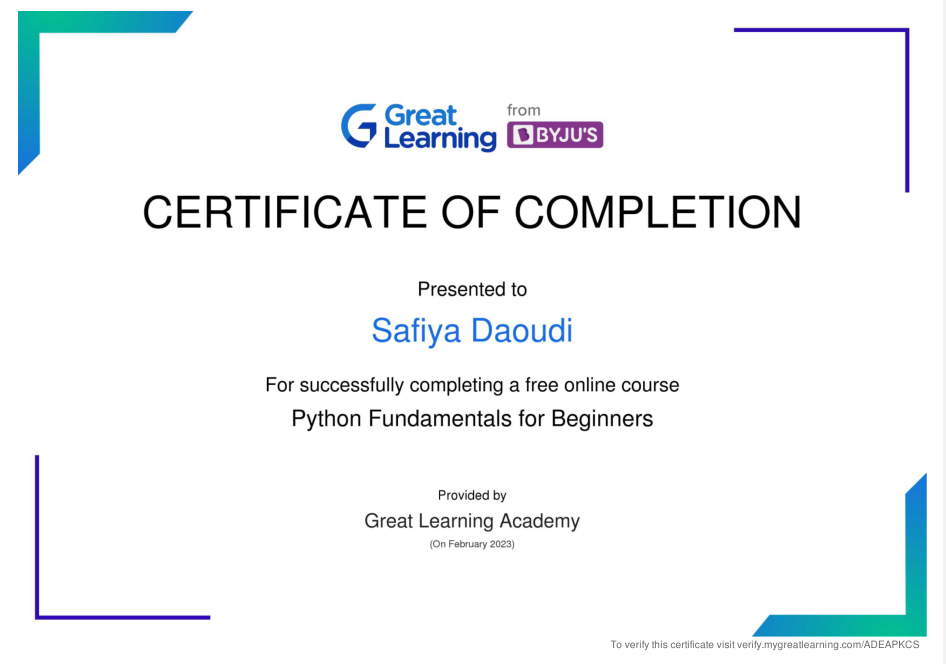 Great Learning
from
BYJU'S
CERTIFICATE OF COMPLETION
Presented to
Safiya Daoudi
For successfully completing a free online course
Python Fundamentals for Beginners
Provided by
Great Learning Academy
(On February 2023)
To verify this certificate visit verify.mygreatlearning.com/ADEAPKCS